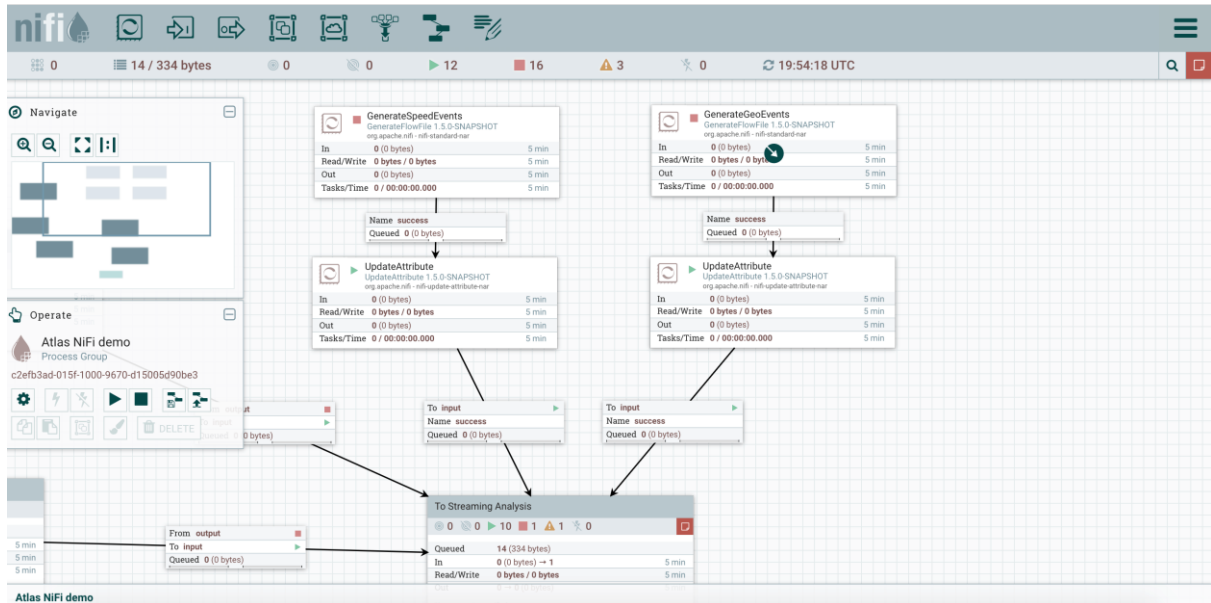 nifi
0 14 / 334 bytes 0 0 12 16 3 0 19:54:18 UTC
Navigate
Operate
Atlas NiFi demo
Process Group
c2efb3ad-015f-1000-9670-d15005d90be3
DELETE
GenerateSpeedEvents
GenerateFlowFile 1.5.0-SNAPSHOT
org.apache.nifi - nifi-standard-nar
In 0 (0 bytes) 5 min
Read/Write 0 bytes / 0 bytes 5 min
Out 0 (0 bytes) 5 min
Tasks/Time 0 / 00:00:00.000 5 min
Name success
Queued 0 (0 bytes)
UpdateAttribute
UpdateAttribute 1.5.0-SNAPSHOT
org.apache.nifi - nifi-update-attribute-nar
In 0 (0 bytes) 5 min
Read/Write 0 bytes / 0 bytes 5 min
Out 0 (0 bytes) 5 min
Tasks/Time 0 / 00:00:00.000 5 min
To input
Name success
Queued 0 (0 bytes)
GenerateGeoEvents
GenerateFlowFile 1.5.0-SNAPSHOT
org.apache.nifi - nifi-standard-nar
In 0 (0 bytes) 5 min
Read/Write 0 bytes / 0 5 min
Out 0 (0 bytes) 5 min
Tasks/Time 0 / 00:00:00.000 5 min
Name success
Queued 0 (0 bytes)
UpdateAttribute
UpdateAttribute 1.5.0-SNAPSHOT
org.apache.nifi - nifi-update-attribute-nar
In 0 (0 bytes) 5 min
Read/Write 0 bytes / 0 bytes 5 min
Out 0 (0 bytes) 5 min
Tasks/Time 0 / 00:00:00.000 5 min
To input
Name success
Queued 0 (0 bytes)
To Streaming Analysis
0 0 10 1 1 0
Queued 14 (334 bytes)
In 0 (0 bytes) → 1 5 min
Read/Write 0 bytes / 0 bytes 5 min
From output
To input
Queued 0 (0 bytes)
5 min
5 min
5 min
Atlas NiFi demo